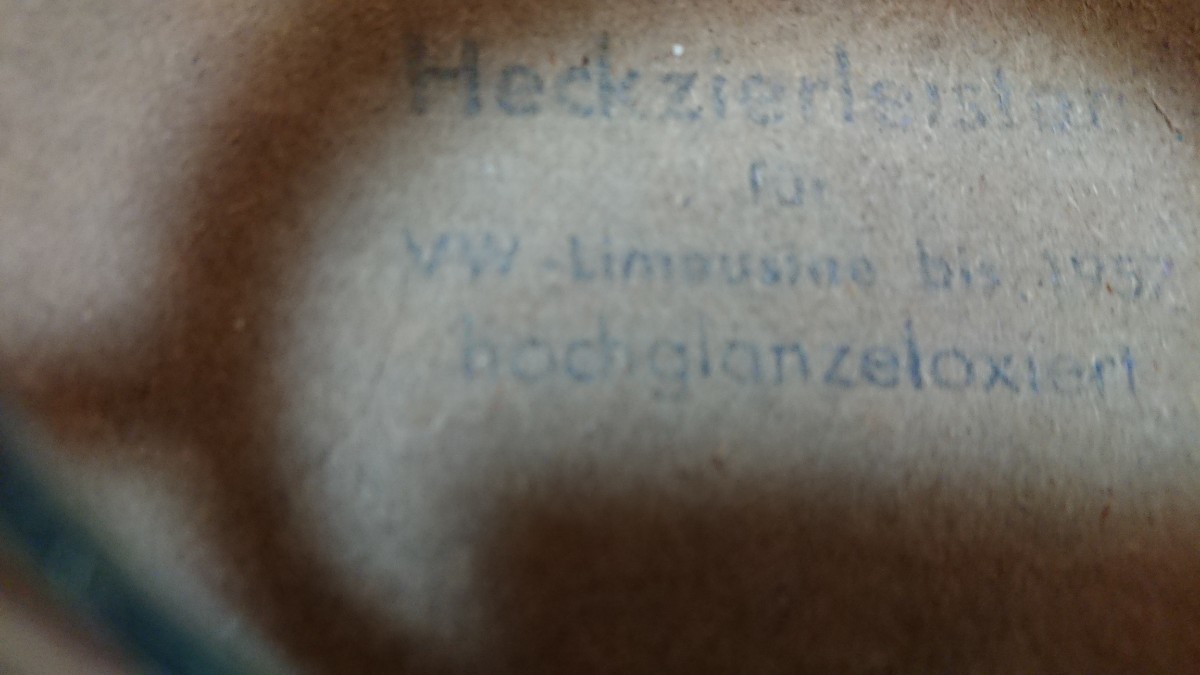 Heckzierleisten
für
VW-Limousine bis 1957
hochglanzeloxiert